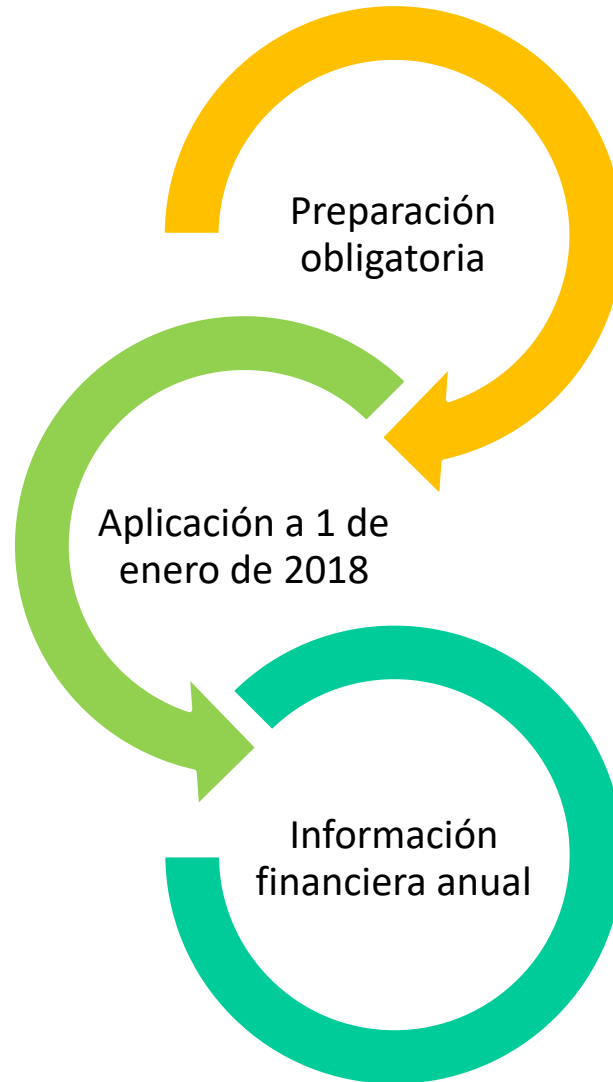 Preparación
obligatoria
Aplicación a 1 de
enero de 2018
Información
financiera anual